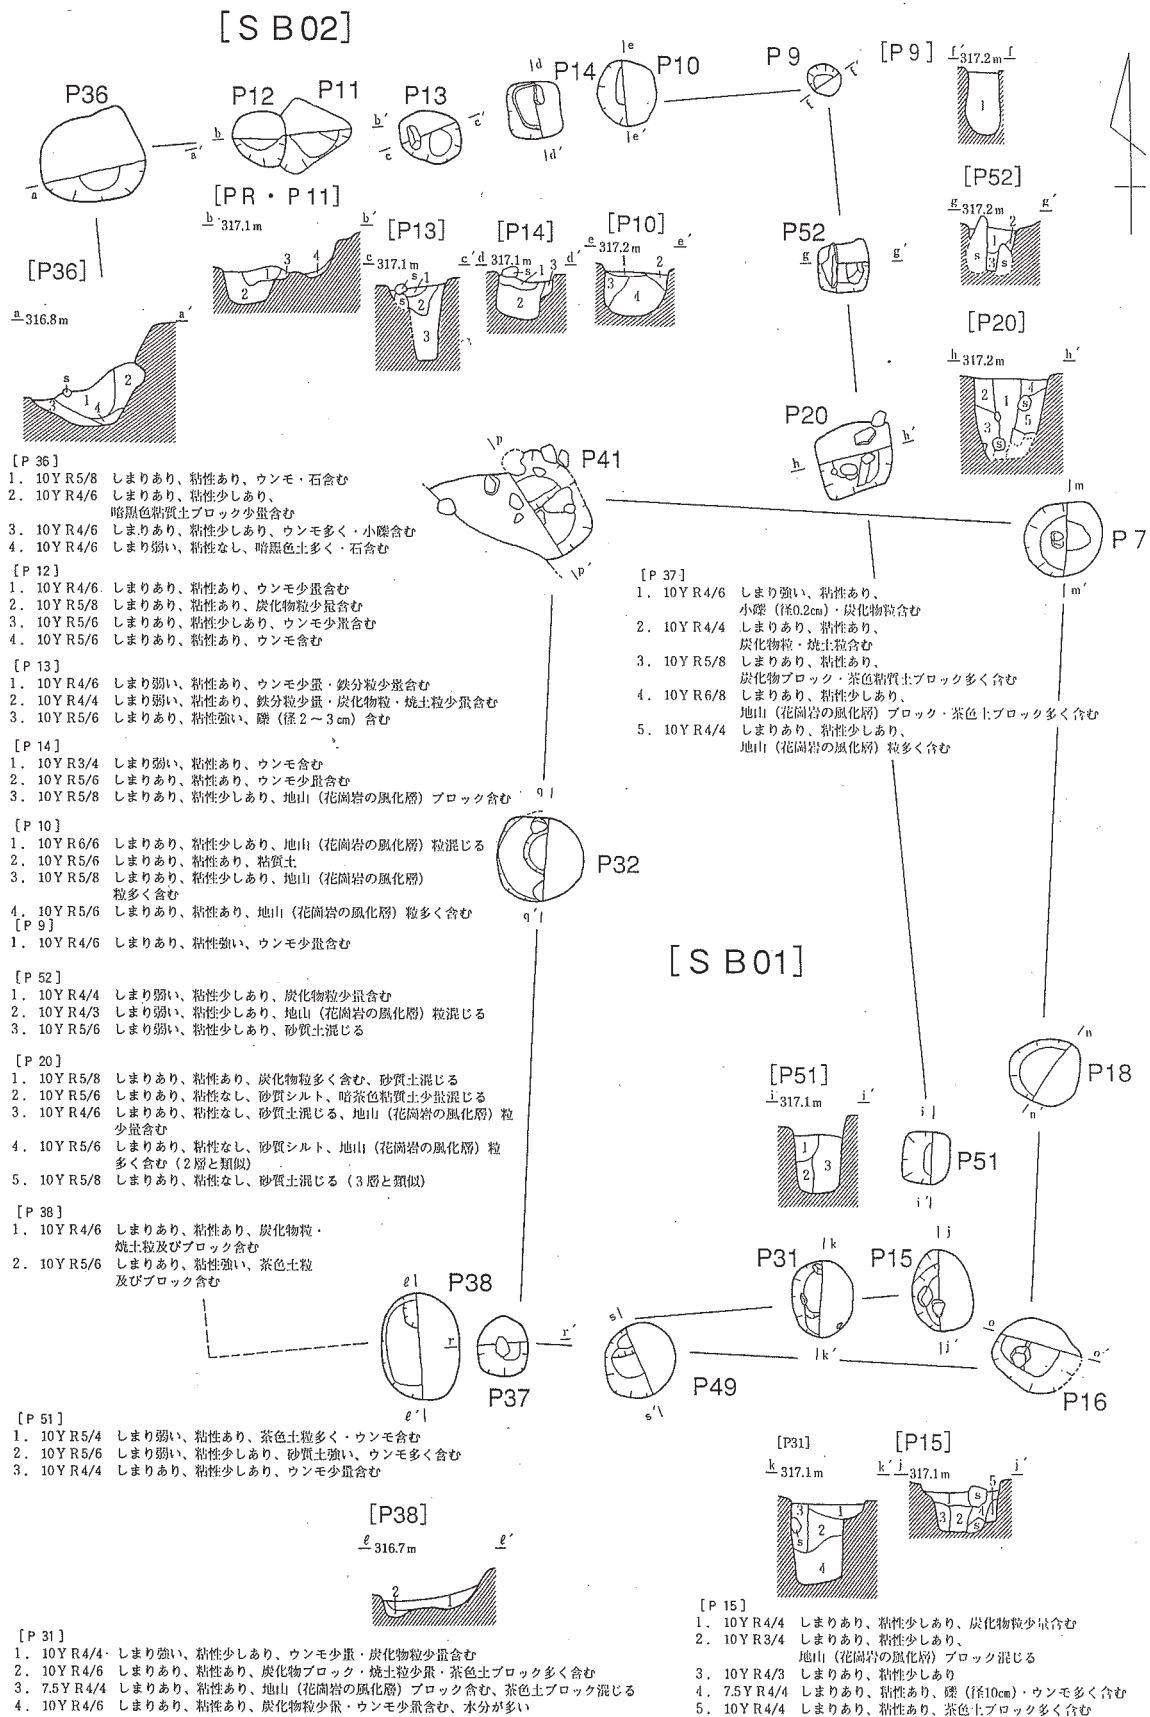 [ＳＢ02]
P36
P12
P11
P13
P14
P10
P9
[P9]
f′ 317.2m f
[PR・P11]
b 317.1m b′
[P13]
c 317.1m c′
[P14]
d 317.1m d′
[P10]
e 317.2m e′
P52
[P52]
g 317.2m g′
[P36]
a 316.8m a′
[P20]
h 317.2m h′
P20
P41
P7
[P 36]
1. 10YR5/8 しまりあり、粘性あり、ウンモ・石含む
2. 10YR4/6 しまりあり、粘性少しあり、
暗黒色粘質土ブロック少量含む
3. 10YR4/6 しまりあり、粘性少しあり、ウンモ多く・小礫含む
4. 10YR4/6 しまり弱い、粘性なし、暗黒色土多く・石含む
[P 12]
1. 10YR4/6 しまりあり、粘性あり、ウンモ少量含む
2. 10YR5/8 しまりあり、粘性あり、炭化物粒少量含む
3. 10YR5/6 しまりあり、粘性少しあり、ウンモ少量含む
4. 10YR5/6 しまりあり、粘性あり、ウンモ含む
[P 13]
1. 10YR4/6 しまり弱い、粘性あり、ウンモ少量・鉄分粒少量含む
2. 10YR4/4 しまり弱い、粘性あり、鉄分粒少量・炭化物粒・焼土粒少量含む
3. 10YR5/6 しまりあり、粘性強い、礫（径２～３㎝）含む
[P 14]
1. 10YR3/4 しまり弱い、粘性あり、ウンモ含む
2. 10YR5/6 しまりあり、粘性あり、ウンモ少量含む
3. 10YR5/8 しまりあり、粘性少しあり、地山（花崗岩の風化層）ブロック含む
[P 10]
1. 10YR6/6 しまりあり、粘性少しあり、地山（花崗岩の風化層）粒混じる
2. 10YR5/6 しまりあり、粘性あり、粘質土
3. 10YR5/8 しまりあり、粘性少しあり、地山（花崗岩の風化層）
粒多く含む
4. 10YR5/6 しまりあり、粘性あり、地山（花崗岩の風化層）粒多く含む
[P 9]
1. 10YR4/6 しまりあり、粘性強い、ウンモ少量含む
[P 52]
1. 10YR4/4 しまり弱い、粘性少しあり、炭化物粒少量含む
2. 10YR4/3 しまり弱い、粘性少しあり、地山（花崗岩の風化層）粒混じる
3. 10YR5/6 しまり弱い、粘性少しあり、砂質土混じる
[P 20]
1. 10YR5/8 しまりあり、粘性あり、炭化物粒多く含む、砂質土混じる
2. 10YR5/6 しまりあり、粘性なし、砂質シルト、暗茶色粘質土少量混じる
3. 10YR4/6 しまりあり、粘性なし、砂質土混じる、地山（花崗岩の風化層）粒
少量含む
4. 10YR5/6 しまりあり、粘性なし、砂質シルト、地山（花崗岩の風化層）粒
多く含む（２層と類似）
5. 10YR5/8 しまりあり、粘性なし、砂質土混じる（３層と類似）
[P 38]
1. 10YR4/6 しまりあり、粘性あり、炭化物粒・
焼土粒及びブロック含む
2. 10YR5/6 しまりあり、粘性強い、茶色土粒
及びブロック含む
[P 37]
1. 10YR4/6 しまり強い、粘性あり、
小礫（径0.2㎝）・炭化物粒含む
2. 10YR4/4 しまりあり、粘性あり、
炭化物粒・焼土粒含む
3. 10YR5/8 しまりあり、粘性あり、
炭化物ブロック・茶色粘質土ブロック多く含む
4. 10YR6/8 しまりあり、粘性少しあり、
地山（花崗岩の風化層）ブロック・茶色土ブロック多く含む
5. 10YR4/4 しまりあり、粘性少しあり、
地山（花崗岩の風化層）粒多く含む
P32
[ＳＢ01]
P18
[P51]
i 317.1m i′
P51
P31
P15
P38
P37
P49
P16
[P 51]
1. 10YR5/4 しまり弱い、粘性あり、茶色土粒多く・ウンモ含む
2. 10YR5/6 しまり弱い、粘性少しあり、砂質土強い、ウンモ多く含む
3. 10YR4/4 しまりあり、粘性少しあり、ウンモ少量含む
[P38]
ℓ 316.7m ℓ′
[P31]
k 317.1m k′
[P15]
j 317.1m j′
[P 31]
1. 10YR4/4 しまり強い、粘性少しあり、ウンモ少量・炭化物粒少量含む
2. 10YR4/6 しまりあり、粘性あり、炭化物ブロック・焼土粒少量・茶色土ブロック多く含む
3. 7.5YR4/4 しまりあり、粘性あり、地山（花崗岩の風化層）ブロック含む、茶色土ブロック混じる
4. 10YR4/6 しまりあり、粘性あり、炭化物粒少量・ウンモ少量含む、水分が多い
[P 15]
1. 10YR4/4 しまりあり、粘性少しあり、炭化物粒少量含む
2. 10YR3/4 しまりあり、粘性少しあり、
地山（花崗岩の風化層）ブロック混じる
3. 10YR4/3 しまりあり、粘性少しあり
4. 7.5YR4/4 しまりあり、粘性あり、礫（径10㎝）・ウンモ多く含む
5. 10YR4/4 しまりあり、粘性あり、茶色土ブロック多く含む